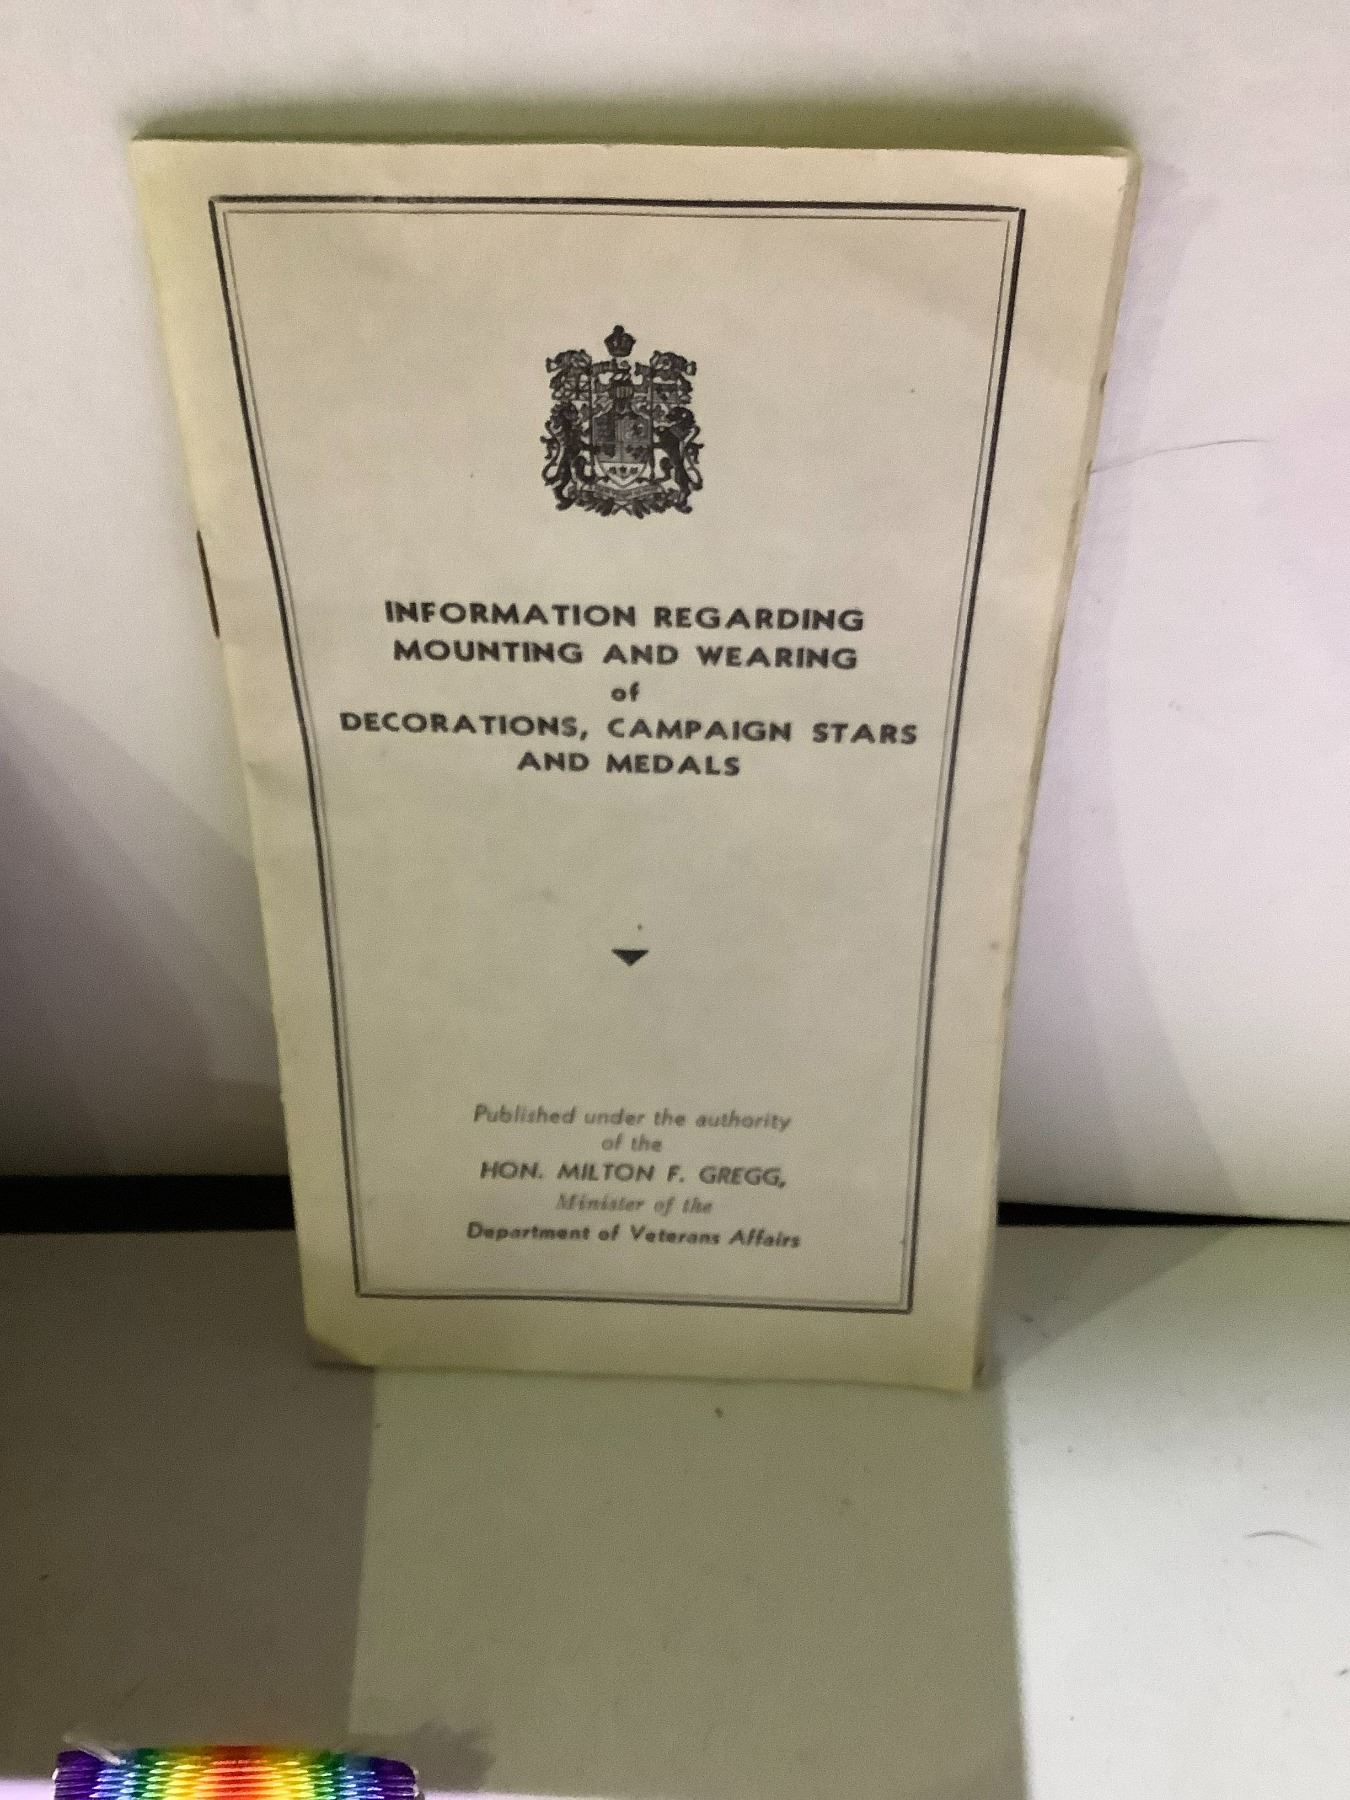 INFORMATION REGARDING
MOUNTING AND WEARING
of
DECORATIONS, CAMPAIGN STARS
AND MEDALS
Published under the authority
of the
HON. MILTON F. GREGG,
Minister of the
Department of Veterans Affairs